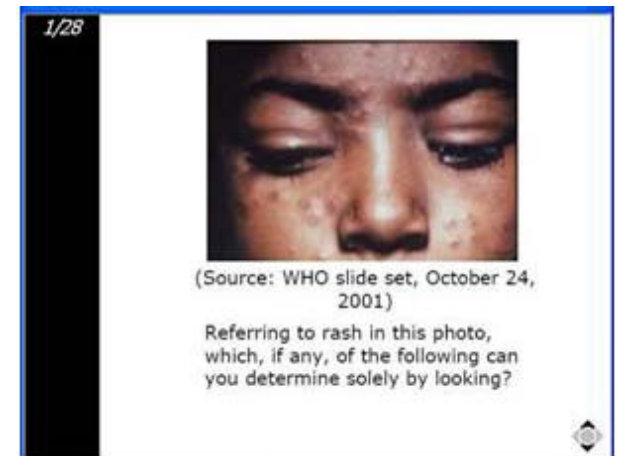 1/28
(Source: WHO slide set, October 24,
2001)
Referring to rash in this photo,
which, if any, of the following can
you determine solely by looking?